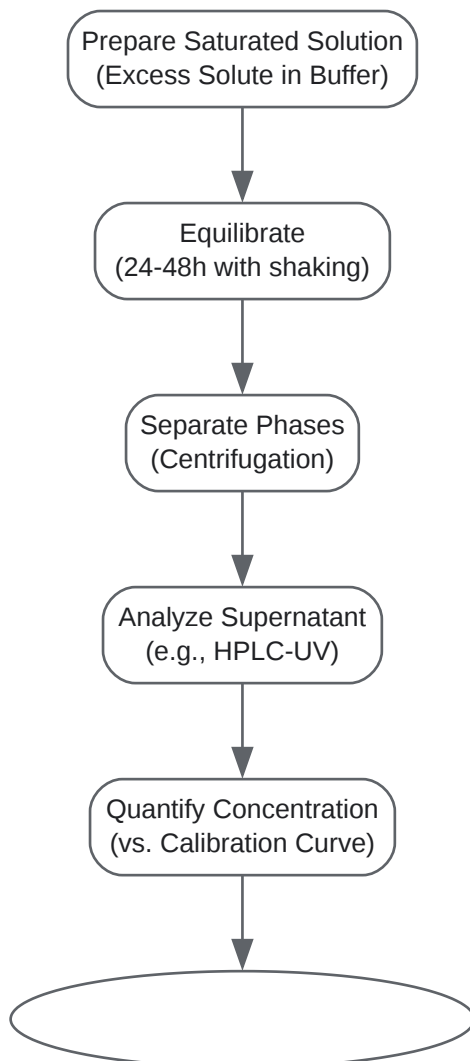 Prepare Saturated Solution
(Excess Solute in Buffer)
Equilibrate
(24-48h with shaking)
Separate Phases
(Centrifugation)
Analyze Supernatant
(e.g., HPLC-UV)
Quantify Concentration
(vs. Calibration Curve)